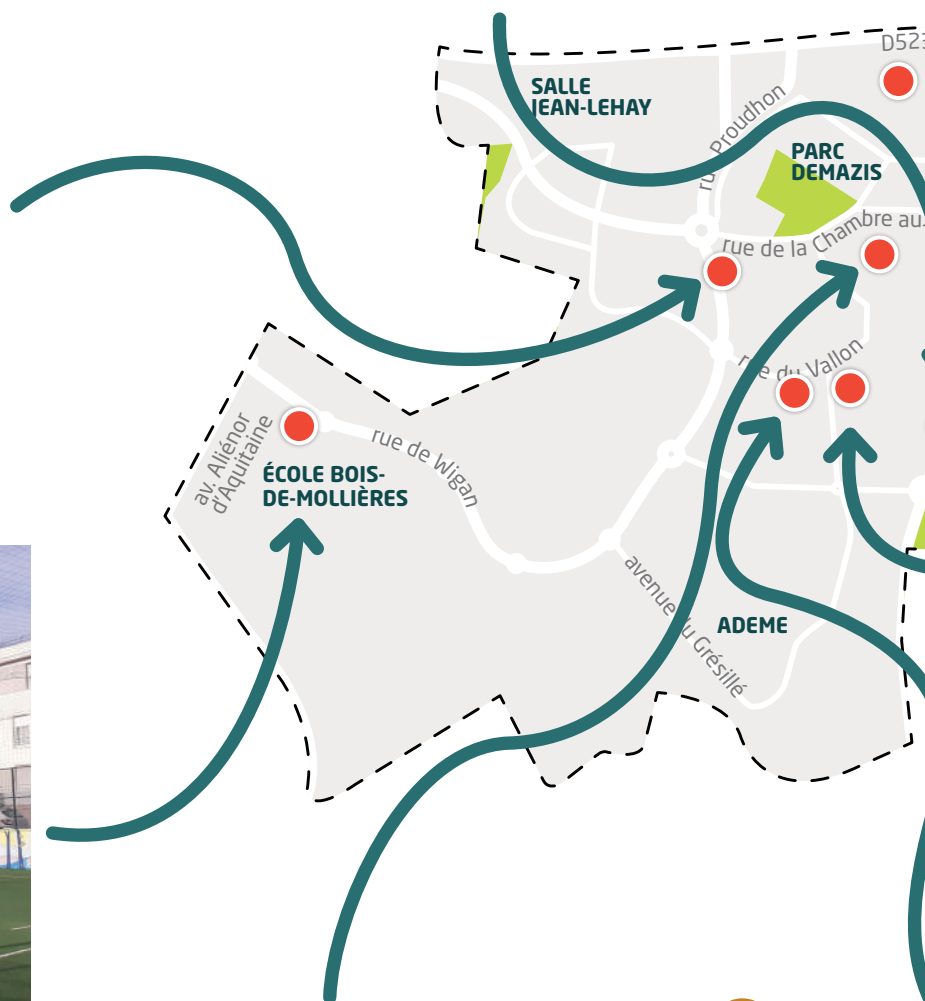 D523
SALLE
JEAN-LEHAY
rue Proudhon
PARC
DEMAZIS
rue de la Chambre au
rue du Vallon
av. Aliénor
d'Aquitaine
rue de Wigan
ÉCOLE BOIS-
DE-MOLLIÈRES
avenue du Grésillé
ADEME